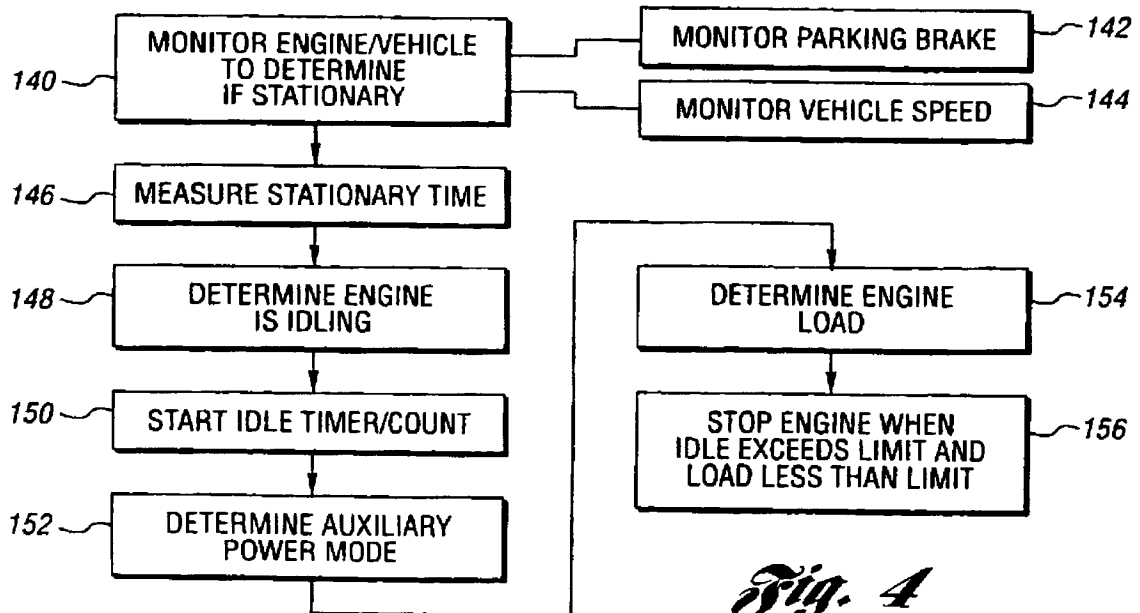 140
MONITOR ENGINE/VEHICLE
TO DETERMINE
IF STATIONARY
MONITOR PARKING BRAKE
142
MONITOR VEHICLE SPEED
144
146
MEASURE STATIONARY TIME
148
DETERMINE ENGINE
IS IDLING
150
START IDLE TIMER/COUNT
152
DETERMINE AUXILIARY
POWER MODE
DETERMINE ENGINE
LOAD
154
STOP ENGINE WHEN
IDLE EXCEEDS LIMIT AND
LOAD LESS THAN LIMIT
156
Fig. 4